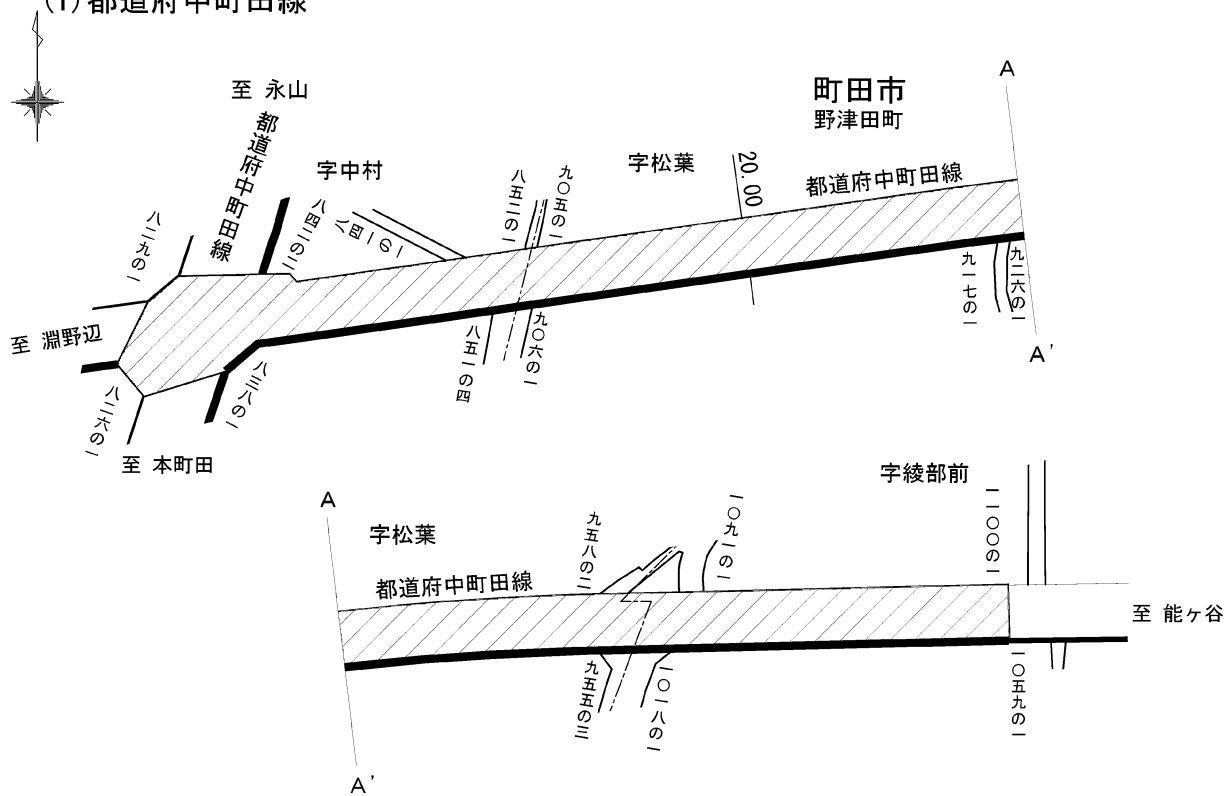 (1)都道府中町田線
至 永山
都道府中町田線
字中村
八二九の一
八四二の二
八四一の一
八五二の一
九〇五の一
字松葉
20.00
町田市
野津田町
都道府中町田線
A
至 淵野辺
八二六の一
八三八の一
至 本町田
八五一の四
九〇六の一
九一七の一
九二六の一
A'
A
字松葉
都道府中町田線
九五八の二
一〇九一の一
字綾部前
一一〇〇の一
至 能ヶ谷
九五五の三
一〇一八の一
一〇五九の一
A'